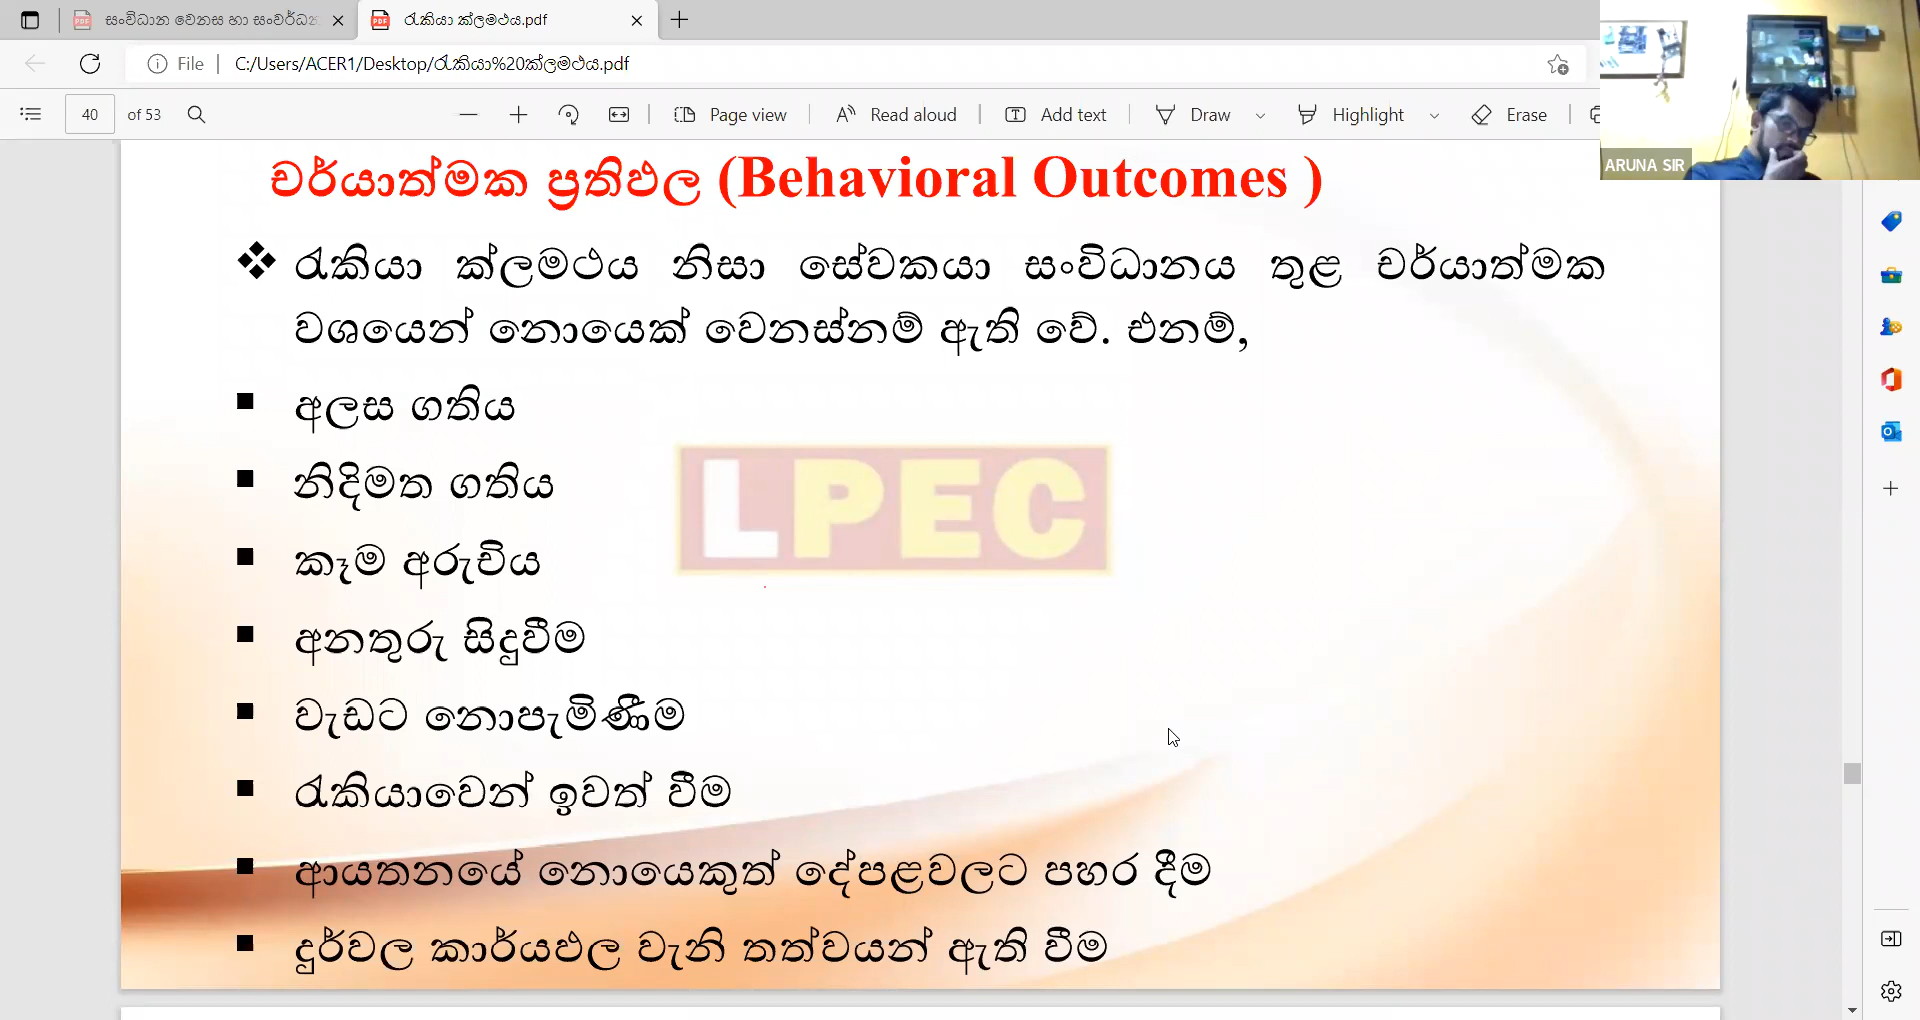 සංවිධාන වෙනස හා සංවර්ධන
රැකියා ක්ලමථය.pdf
File
C:/Users/ACER1/Desktop/රැකියා%20ක්ලමථය.pdf
40
of 53
Page view
Read aloud
Add text
Draw
Highlight
Erase
ARUNA SIR
චර්යාත්මක ප්‍රතිඵල (Behavioral Outcomes )
❖ රැකියා ක්ලමථය නිසා සේවකයා සංවිධානය තුළ චර්යාත්මක
වශයෙන් නොයෙක් වෙනස්නම් ඇති වේ. එනම්,
▪ අලස ගතිය
▪ නිදිමත ගතිය
▪ කෑම අරුචිය
▪ අනතුරු සිදුවීම
▪ වැඩට නොපැමිණීම
▪ රැකියාවෙන් ඉවත් වීම
▪ ආයතනයේ නොයෙකුත් දේපළවලට පහර දීම
▪ දුර්වල කාර්යඵල වැනි තත්වයන් ඇති වීම
LPEC